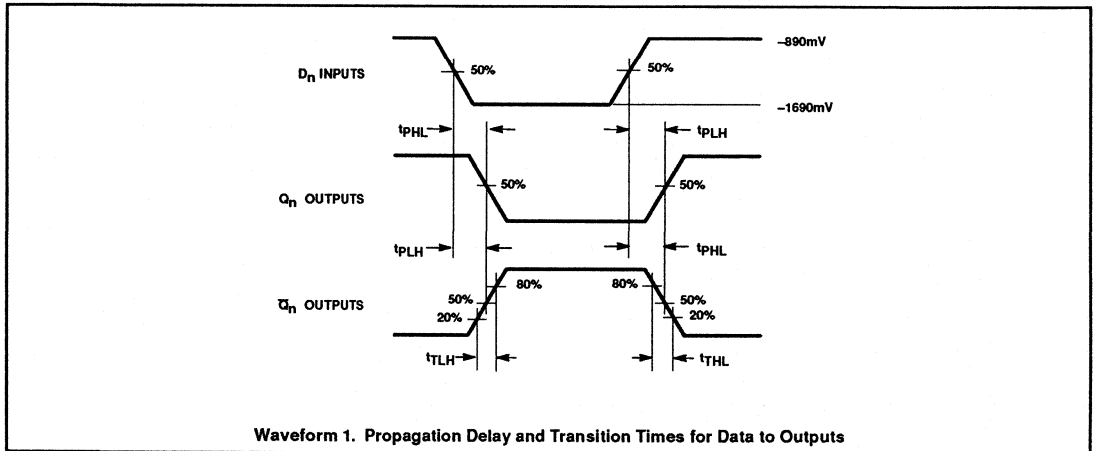 –890mV
Dn INPUTS
50%
50%
–1690mV
tPHL
tPLH
Qn OUTPUTS
50%
50%
tPLH
tPHL
Q̅n OUTPUTS
80%
80%
50%
50%
20%
20%
tTLH
tTHL
Waveform 1. Propagation Delay and Transition Times for Data to Outputs